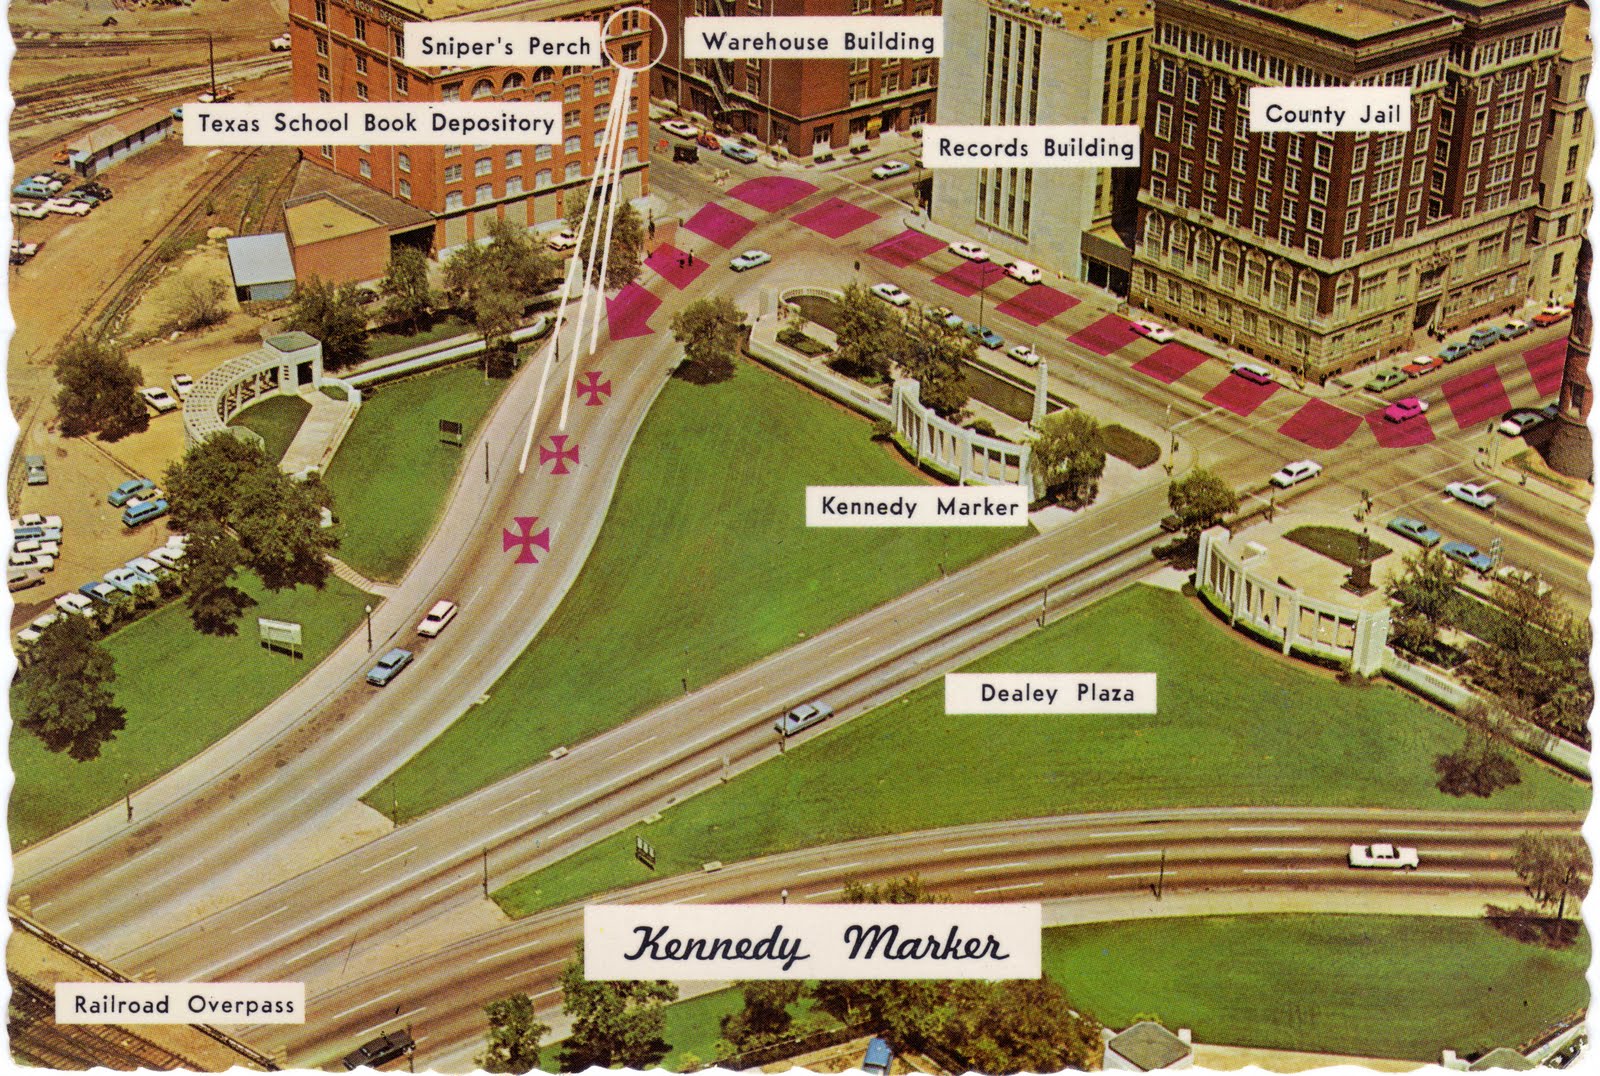 Sniper's Perch
Warehouse Building
Texas School Book Depository
County Jail
Records Building
Kennedy Marker
Dealey Plaza
Kennedy Marker
Railroad Overpass